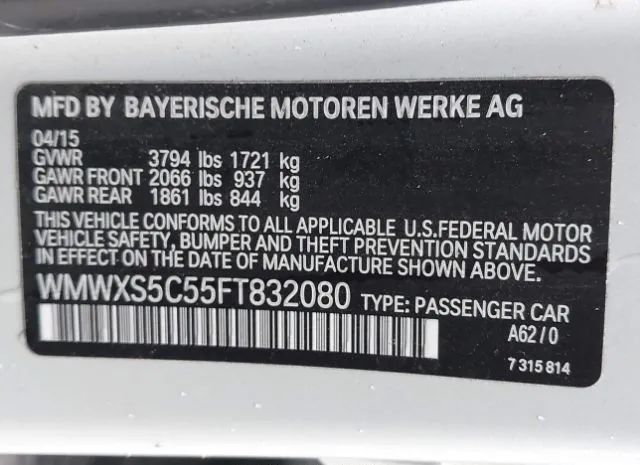 MFD BY BAYERISCHE MOTOREN WERKE AG
04/15
GVWR 3794 lbs 1721 kg
GAWR FRONT 2066 lbs 937 kg
GAWR REAR 1861 lbs 844 kg
THIS VEHICLE CONFORMS TO ALL APPLICABLE U.S.FEDERAL MOTOR
VEHICLE SAFETY, BUMPER AND THEFT PREVENTION STANDARDS
IN EFFECT ON THE DATE OF MANUFACTURE SHOWN ABOVE.
WMWXS5C55FT832080 TYPE: PASSENGER CAR
A62/0
7 315 814